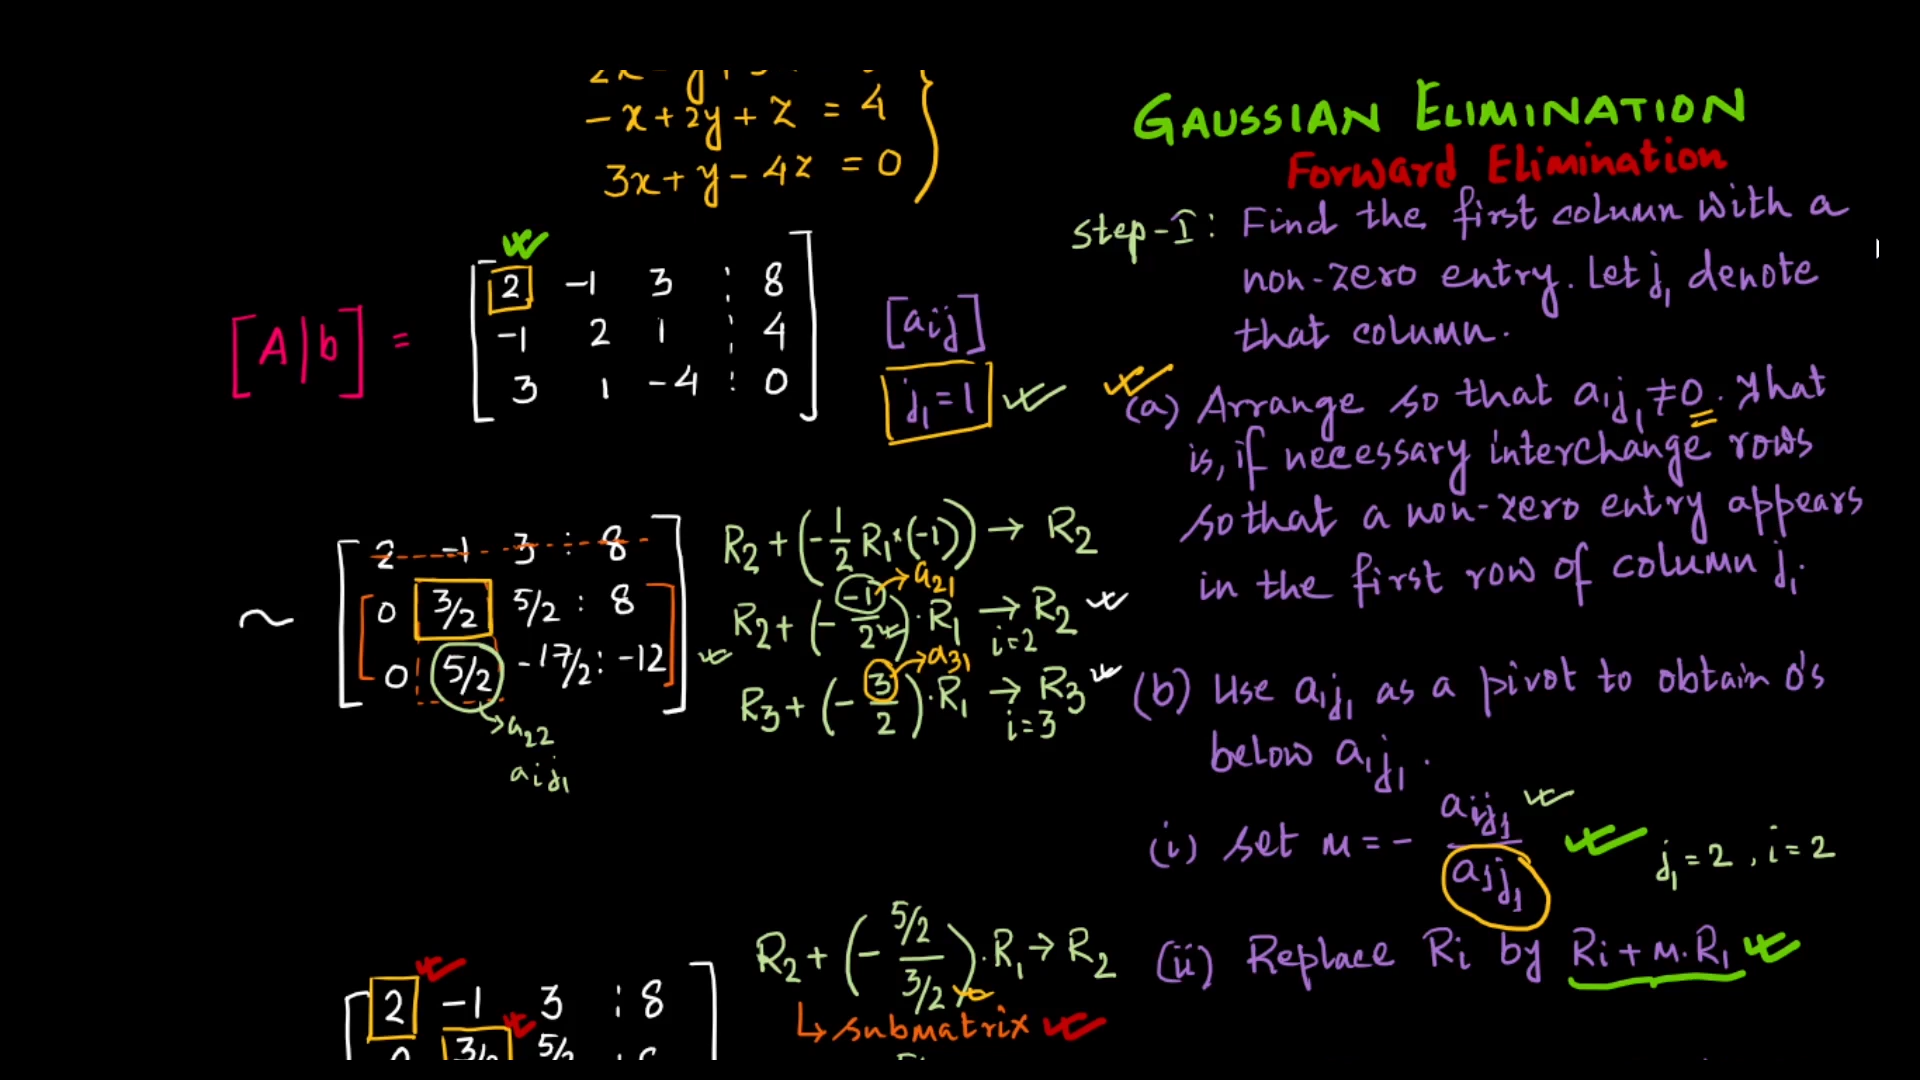 - x + 2y + z = 4
3x + y - 4z = 0
[A|b] =
2 -1 3 : 8
-1 2 1 : 4
3 1 -4 : 0
[aij]
j₁ = 1
~
2 -1 3 : 8
0 3/2 5/2 : 8
0 5/2 -17/2 : -12
a₂₂
aij₁
R₂ + (-1/2 R₁*(-1)) → R₂
R₂ + (- -1/2)·R₁ → R₂
a₂₁
i=2
R₃ + (- 3/2)·R₁ → R₃
a₃₁
i=3
R₂ + (- 5/2 / 3/2)·R₁ → R₂
↳ submatrix
2 -1 3 : 8
3/2 5/2
GAUSSIAN ELIMINATION
Forward Elimination
Step-I: Find the first column with a
non-zero entry. Let j₁ denote
that column.
(a) Arrange so that a₁j₁ ≠ 0. That
is, if necessary interchange rows
so that a non-zero entry appears
in the first row of column j₁.
(b) Use a₁j₁ as a pivot to obtain 0's
below a₁j₁.
(i) Set m = - aij₁ / a₁j₁
j₁ = 2, i = 2
(ii) Replace Ri by Ri + m.R₁